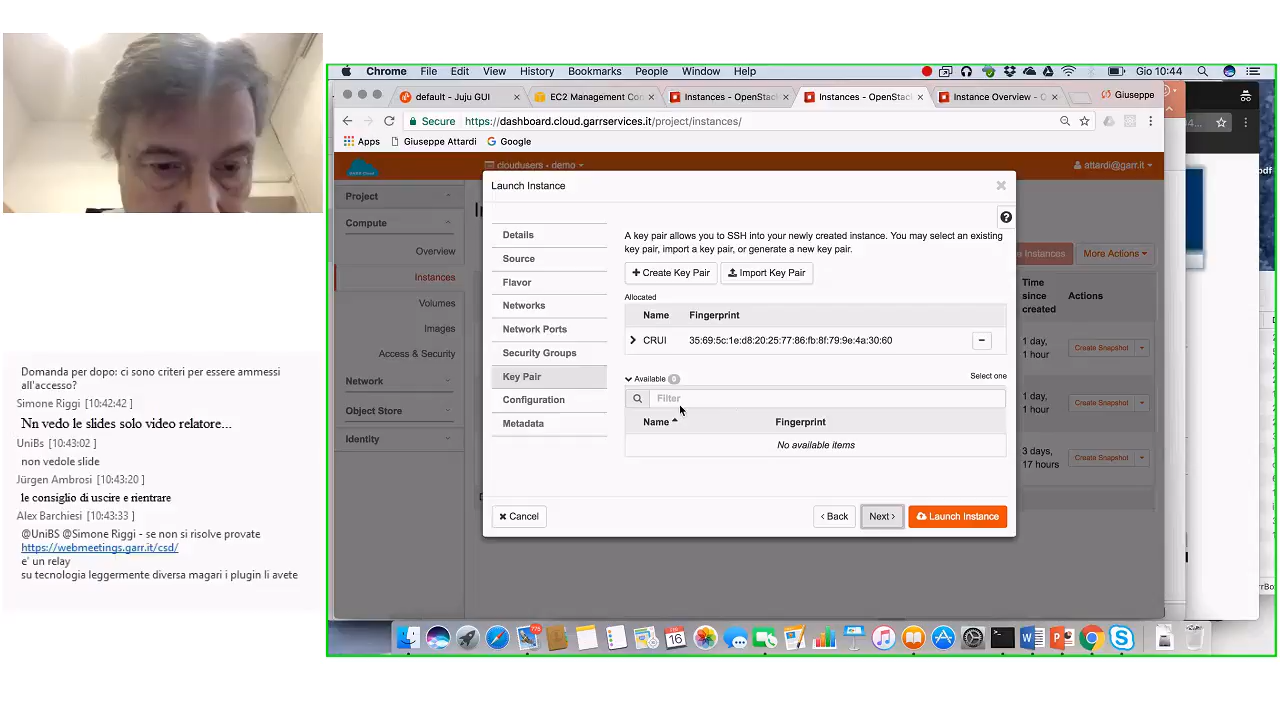 Domanda per dopo: ci sono criteri per essere ammessi
all'accesso?
Simone Riggi [10:42:42]
Nn vedo le slides solo video relatore...
UniBs [10:43:02]
non vedole slide
Jürgen Ambrosi [10:43:20]
le consiglio di uscire e rientrare
Alex Barchiesi [10:43:33]
@UniBS @Simone Riggi - se non si risolve provate
https://webmeetings.garr.it/csd/
e' un relay
su tecnologia leggermente diversa magari i plugin li avete
Chrome File Edit View History Bookmarks People Window Help Gio 10:44
default - Juju GUI
EC2 Management Con
Instances - OpenStack
Instances - OpenStack
Instance Overview - O
Giuseppe
Secure https://dashboard.cloud.garrservices.it/project/instances/
Apps Giuseppe Attardi Google
pdf
cloudusers - demo
attardi@garr.it
Project
Compute
Overview
Instances
Volumes
Images
Access & Security
Network
Object Store
Identity
Launch Instance
Details
Source
Flavor
Networks
Network Ports
Security Groups
Key Pair
Configuration
Metadata
A key pair allows you to SSH into your newly created instance. You may select an existing
key pair, import a key pair, or generate a new key pair.
Create Key Pair
Import Key Pair
Allocated
Name Fingerprint
CRUI 35:69:5c:1e:d8:20:25:77:86:fb:8f:79:9e:4a:30:60
Available 0 Select one
Filter
Name Fingerprint
No available items
Cancel
Back
Next
Launch Instance
Instances
More Actions
Time
since
created
Actions
1 day,
1 hour
Create Snapshot
1 day,
1 hour
Create Snapshot
3 days,
17 hours
Create Snapshot
775
16